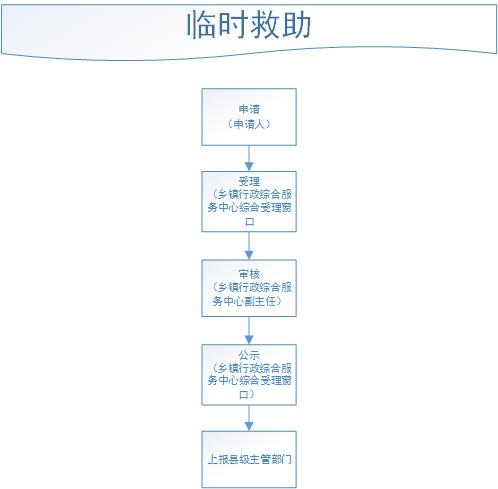 临时救助
申请
（申请人）
受理
（乡镇行政综合服
务中心综合受理窗
口
审核
（乡镇行政综合服
务中心副主任）
公示
（乡镇行政综合服
务中心综合受理窗
口）
上报县级主管部门